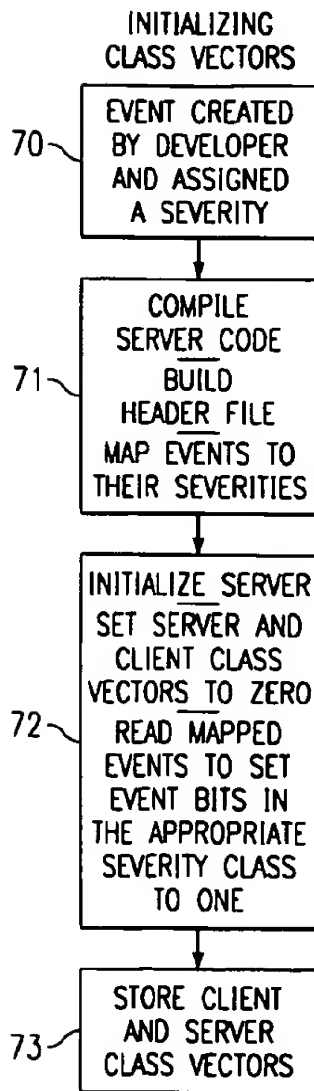 INITIALIZING
CLASS VECTORS
70
EVENT CREATED
BY DEVELOPER
AND ASSIGNED
A SEVERITY
71
COMPILE
SERVER CODE
BUILD
HEADER FILE
MAP EVENTS TO
THEIR SEVERITIES
72
INITIALIZE SERVER
SET SERVER AND
CLIENT CLASS
VECTORS TO ZERO
READ MAPPED
EVENTS TO SET
EVENT BITS IN
THE APPROPRIATE
SEVERITY CLASS
TO ONE
73
STORE CLIENT
AND SERVER
CLASS VECTORS